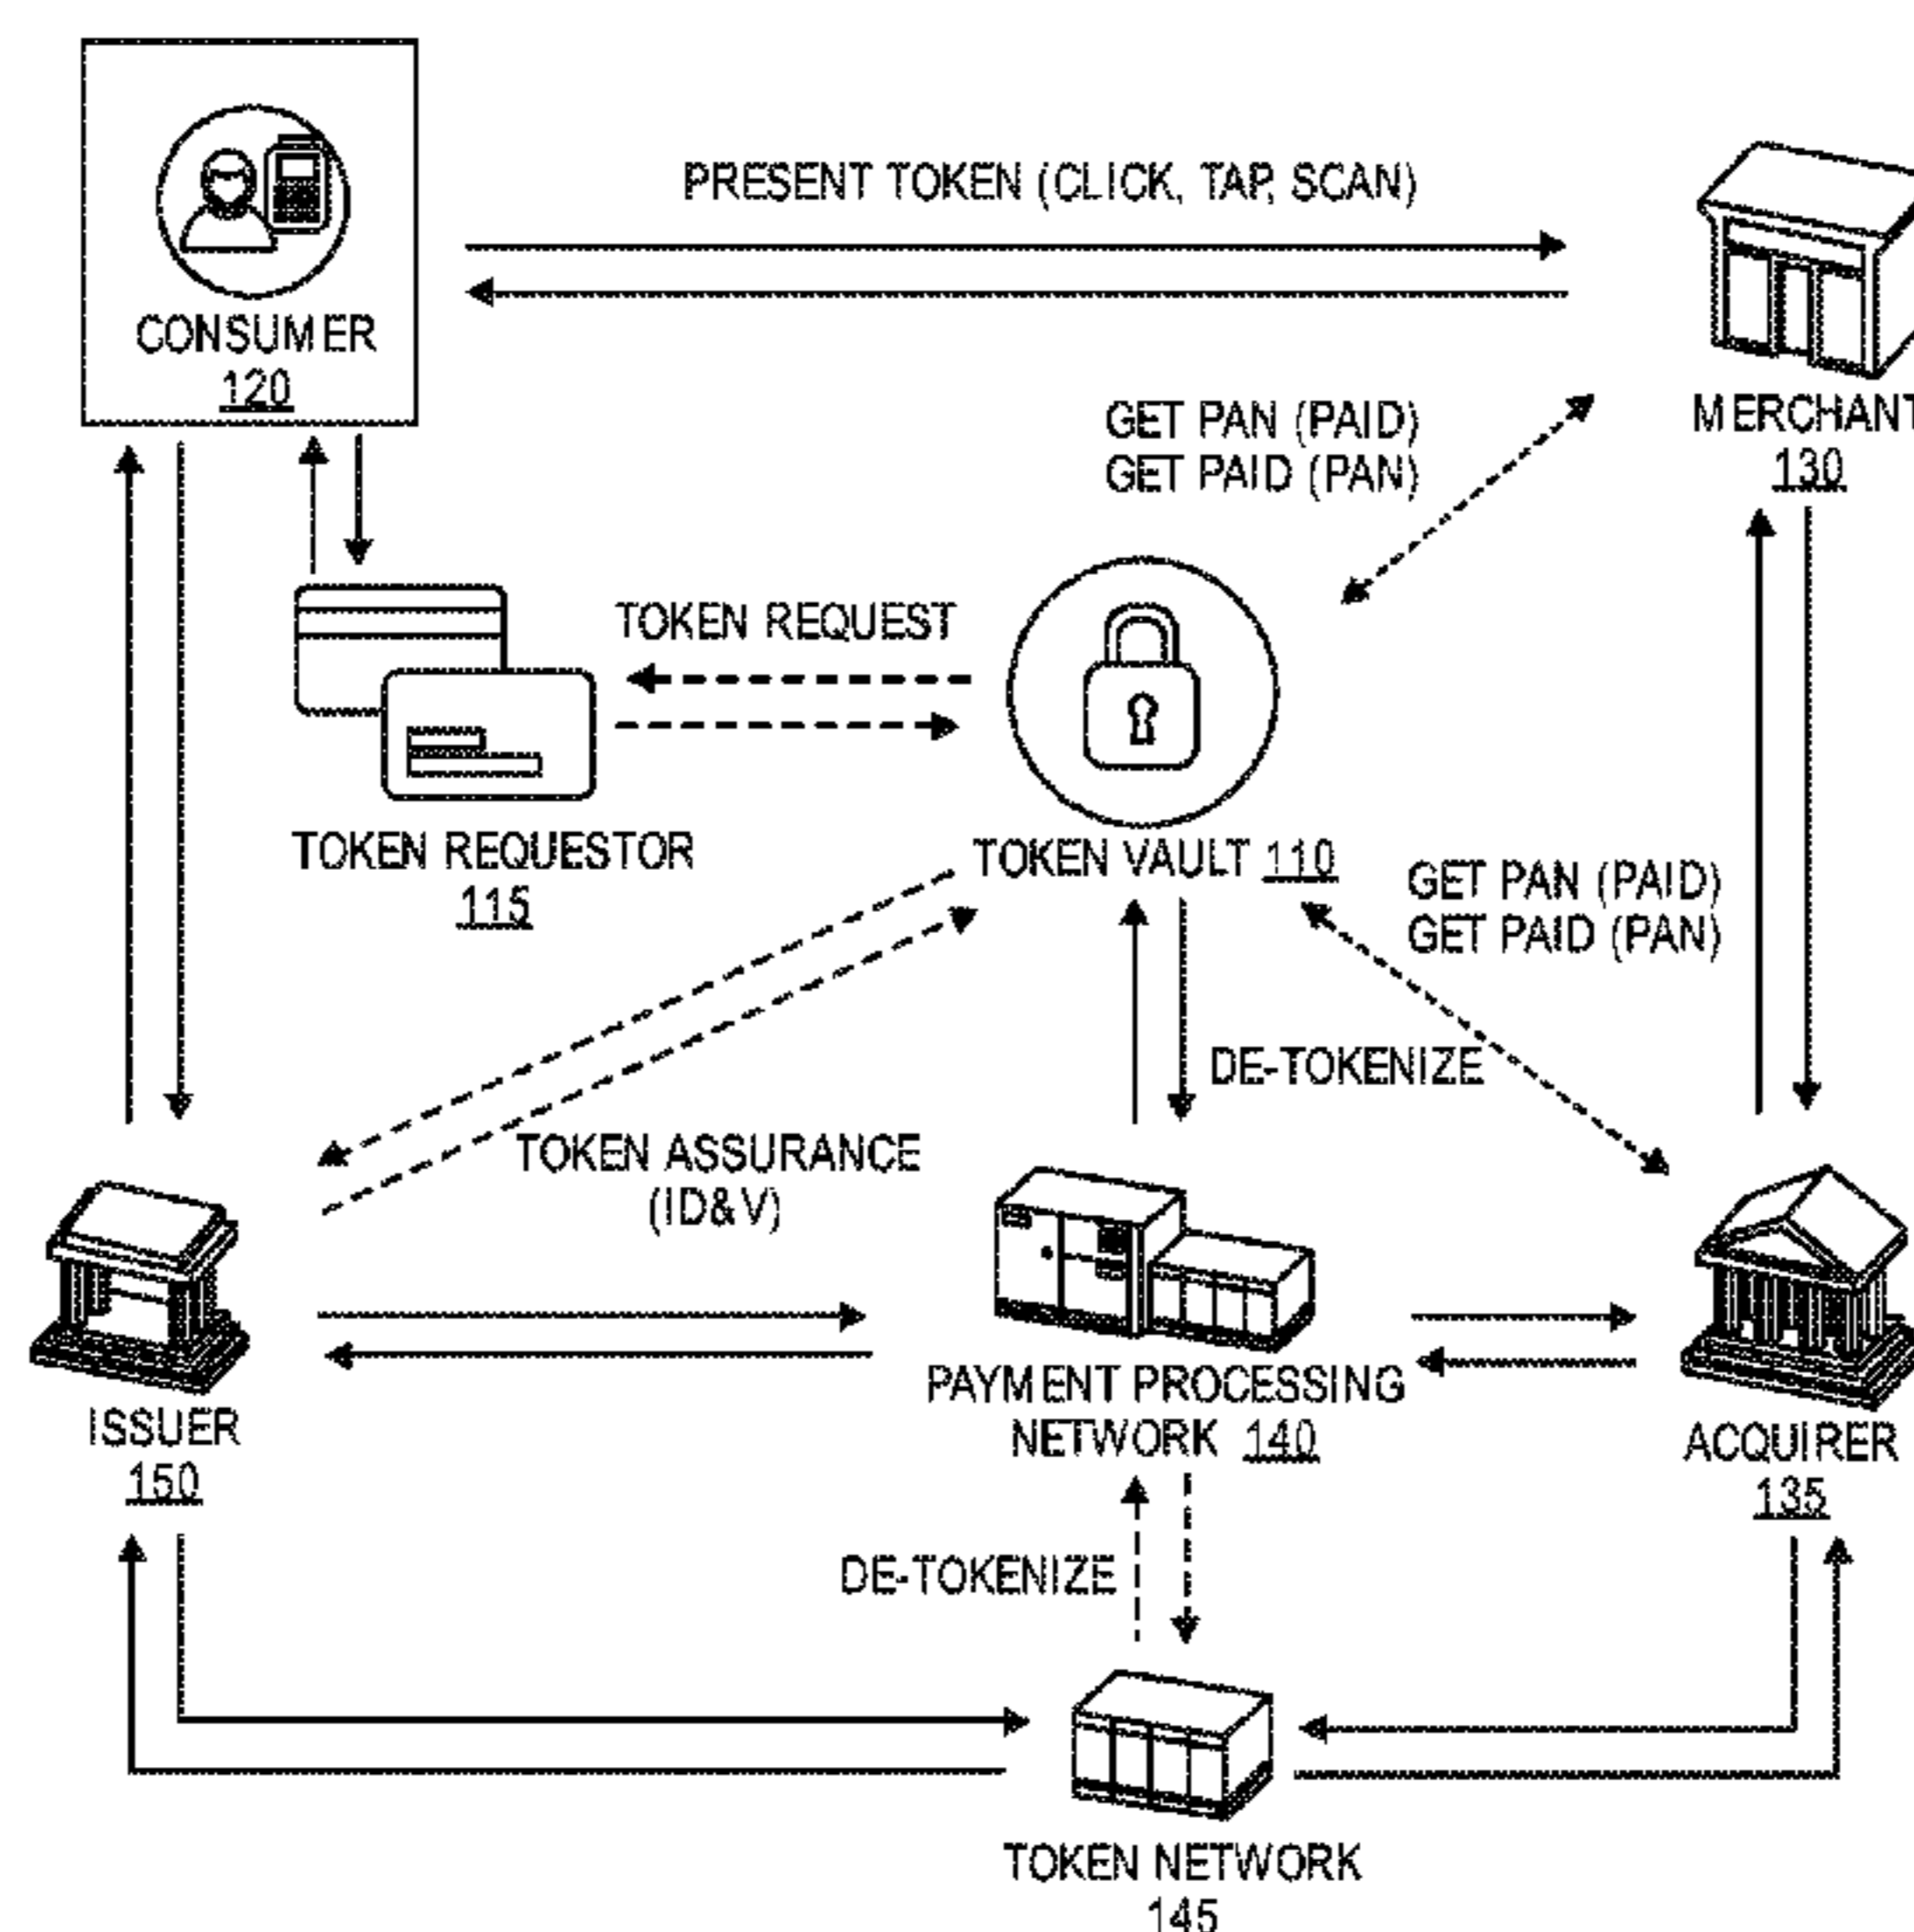 PRESENT TOKEN (CLICK, TAP, SCAN)
CONSUMER
120
GET PAN (PAID)
GET PAID (PAN)
MERCHANT
130
TOKEN REQUEST
TOKEN REQUESTOR
115
TOKEN VAULT 110
GET PAN (PAID)
GET PAID (PAN)
DE-TOKENIZE
TOKEN ASSURANCE
(ID&V)
ISSUER
150
PAYMENT PROCESSING
NETWORK 140
ACQUIRER
135
DE-TOKENIZE
TOKEN NETWORK
145